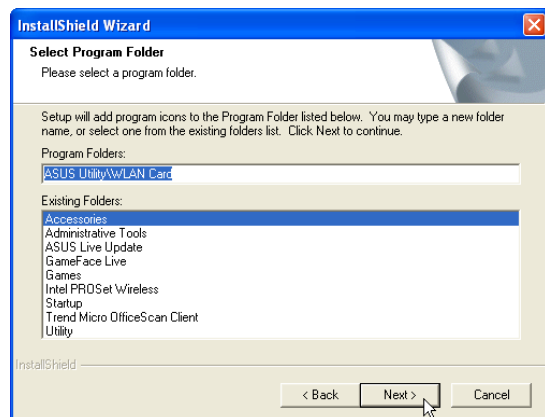 InstallShield Wizard
Select Program Folder
Please select a program folder.
Setup will add program icons to the Program Folder listed below. You may type a new folder
name, or select one from the existing folders list. Click Next to continue.
Program Folders:
ASUS Utility\WLAN Card
Existing Folders:
Accessories
Administrative Tools
ASUS Live Update
GameFace Live
Games
Intel PROSet Wireless
Startup
Trend Micro OfficeScan Client
Utility
InstallShield
< Back Next > Cancel